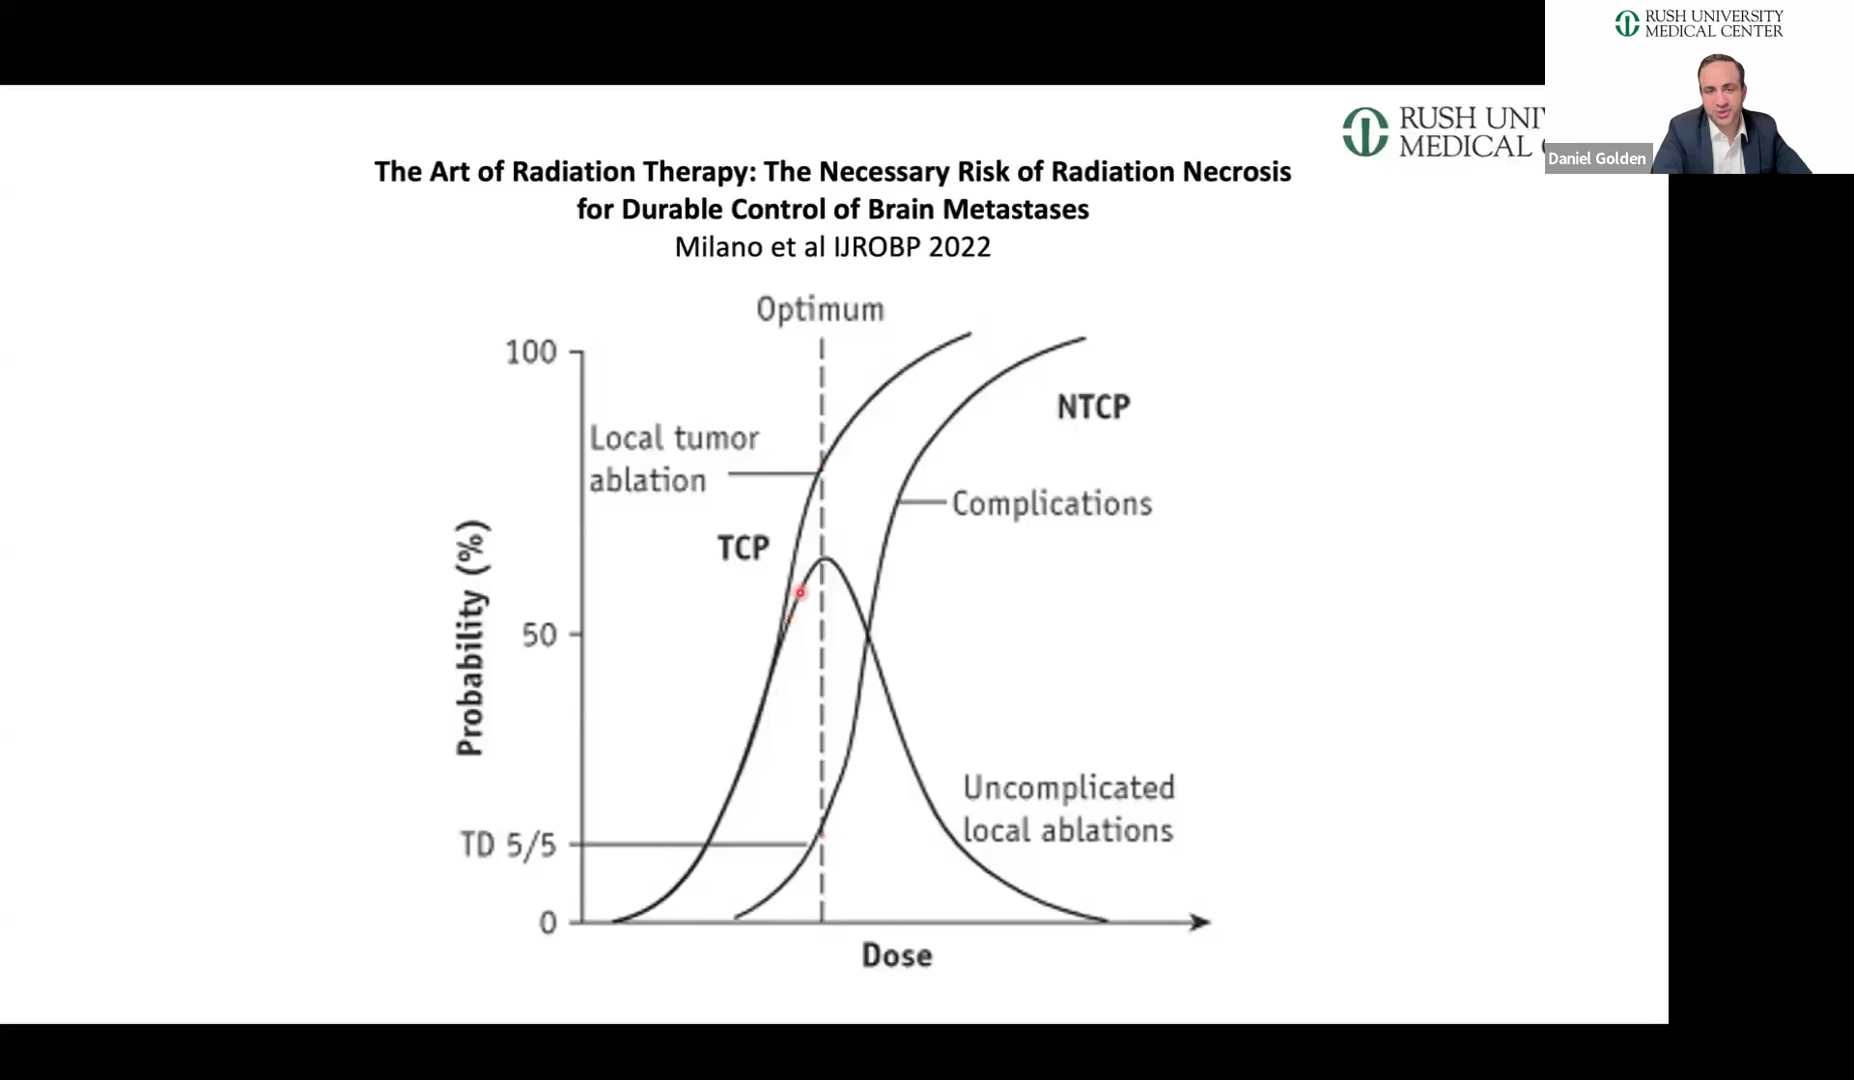 RUSH UNIVERSITY
MEDICAL CENTER
Daniel Golden
RUSH UNI
MEDICAL
The Art of Radiation Therapy: The Necessary Risk of Radiation Necrosis
for Durable Control of Brain Metastases
Milano et al IJROBP 2022
Optimum
100
NTCP
Local tumor
ablation
Complications
TCP
Probability (%)
50
Uncomplicated
local ablations
TD 5/5
0
Dose